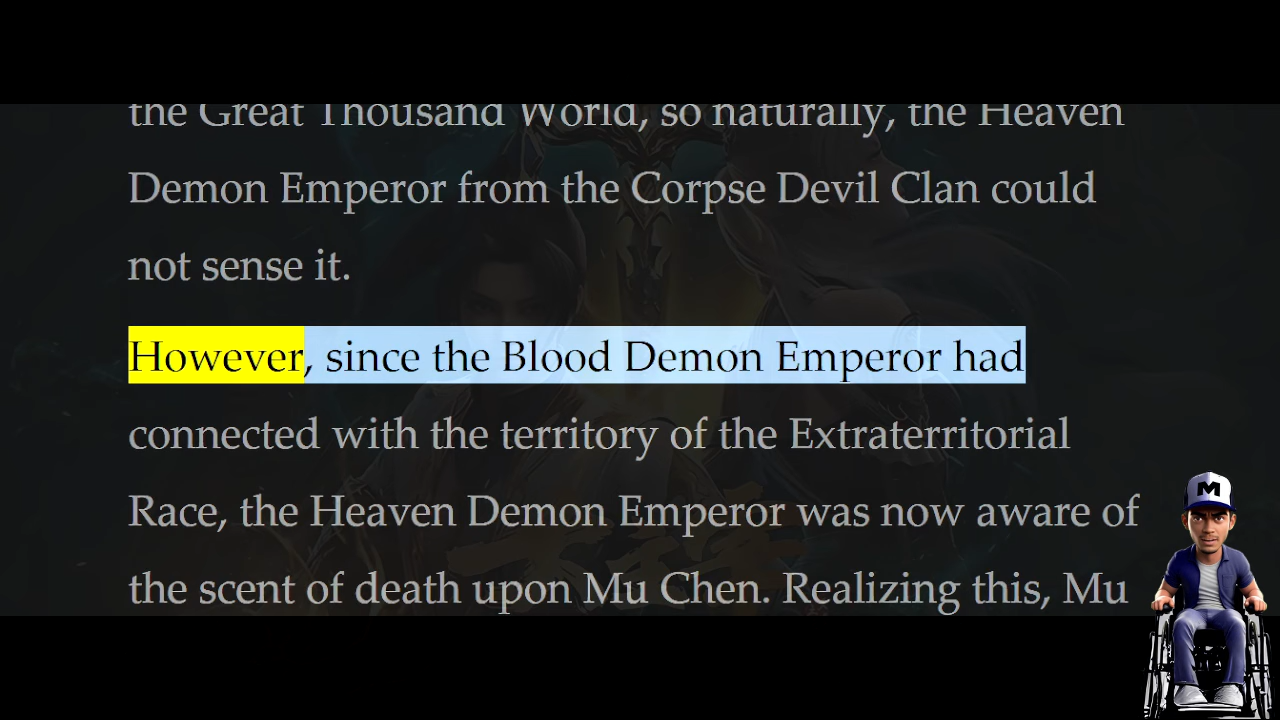 the Great Thousand World, so naturally, the Heaven
Demon Emperor from the Corpse Devil Clan could
not sense it.
However, since the Blood Demon Emperor had
connected with the territory of the Extraterritorial
Race, the Heaven Demon Emperor was now aware of
the scent of death upon Mu Chen. Realizing this, Mu
M